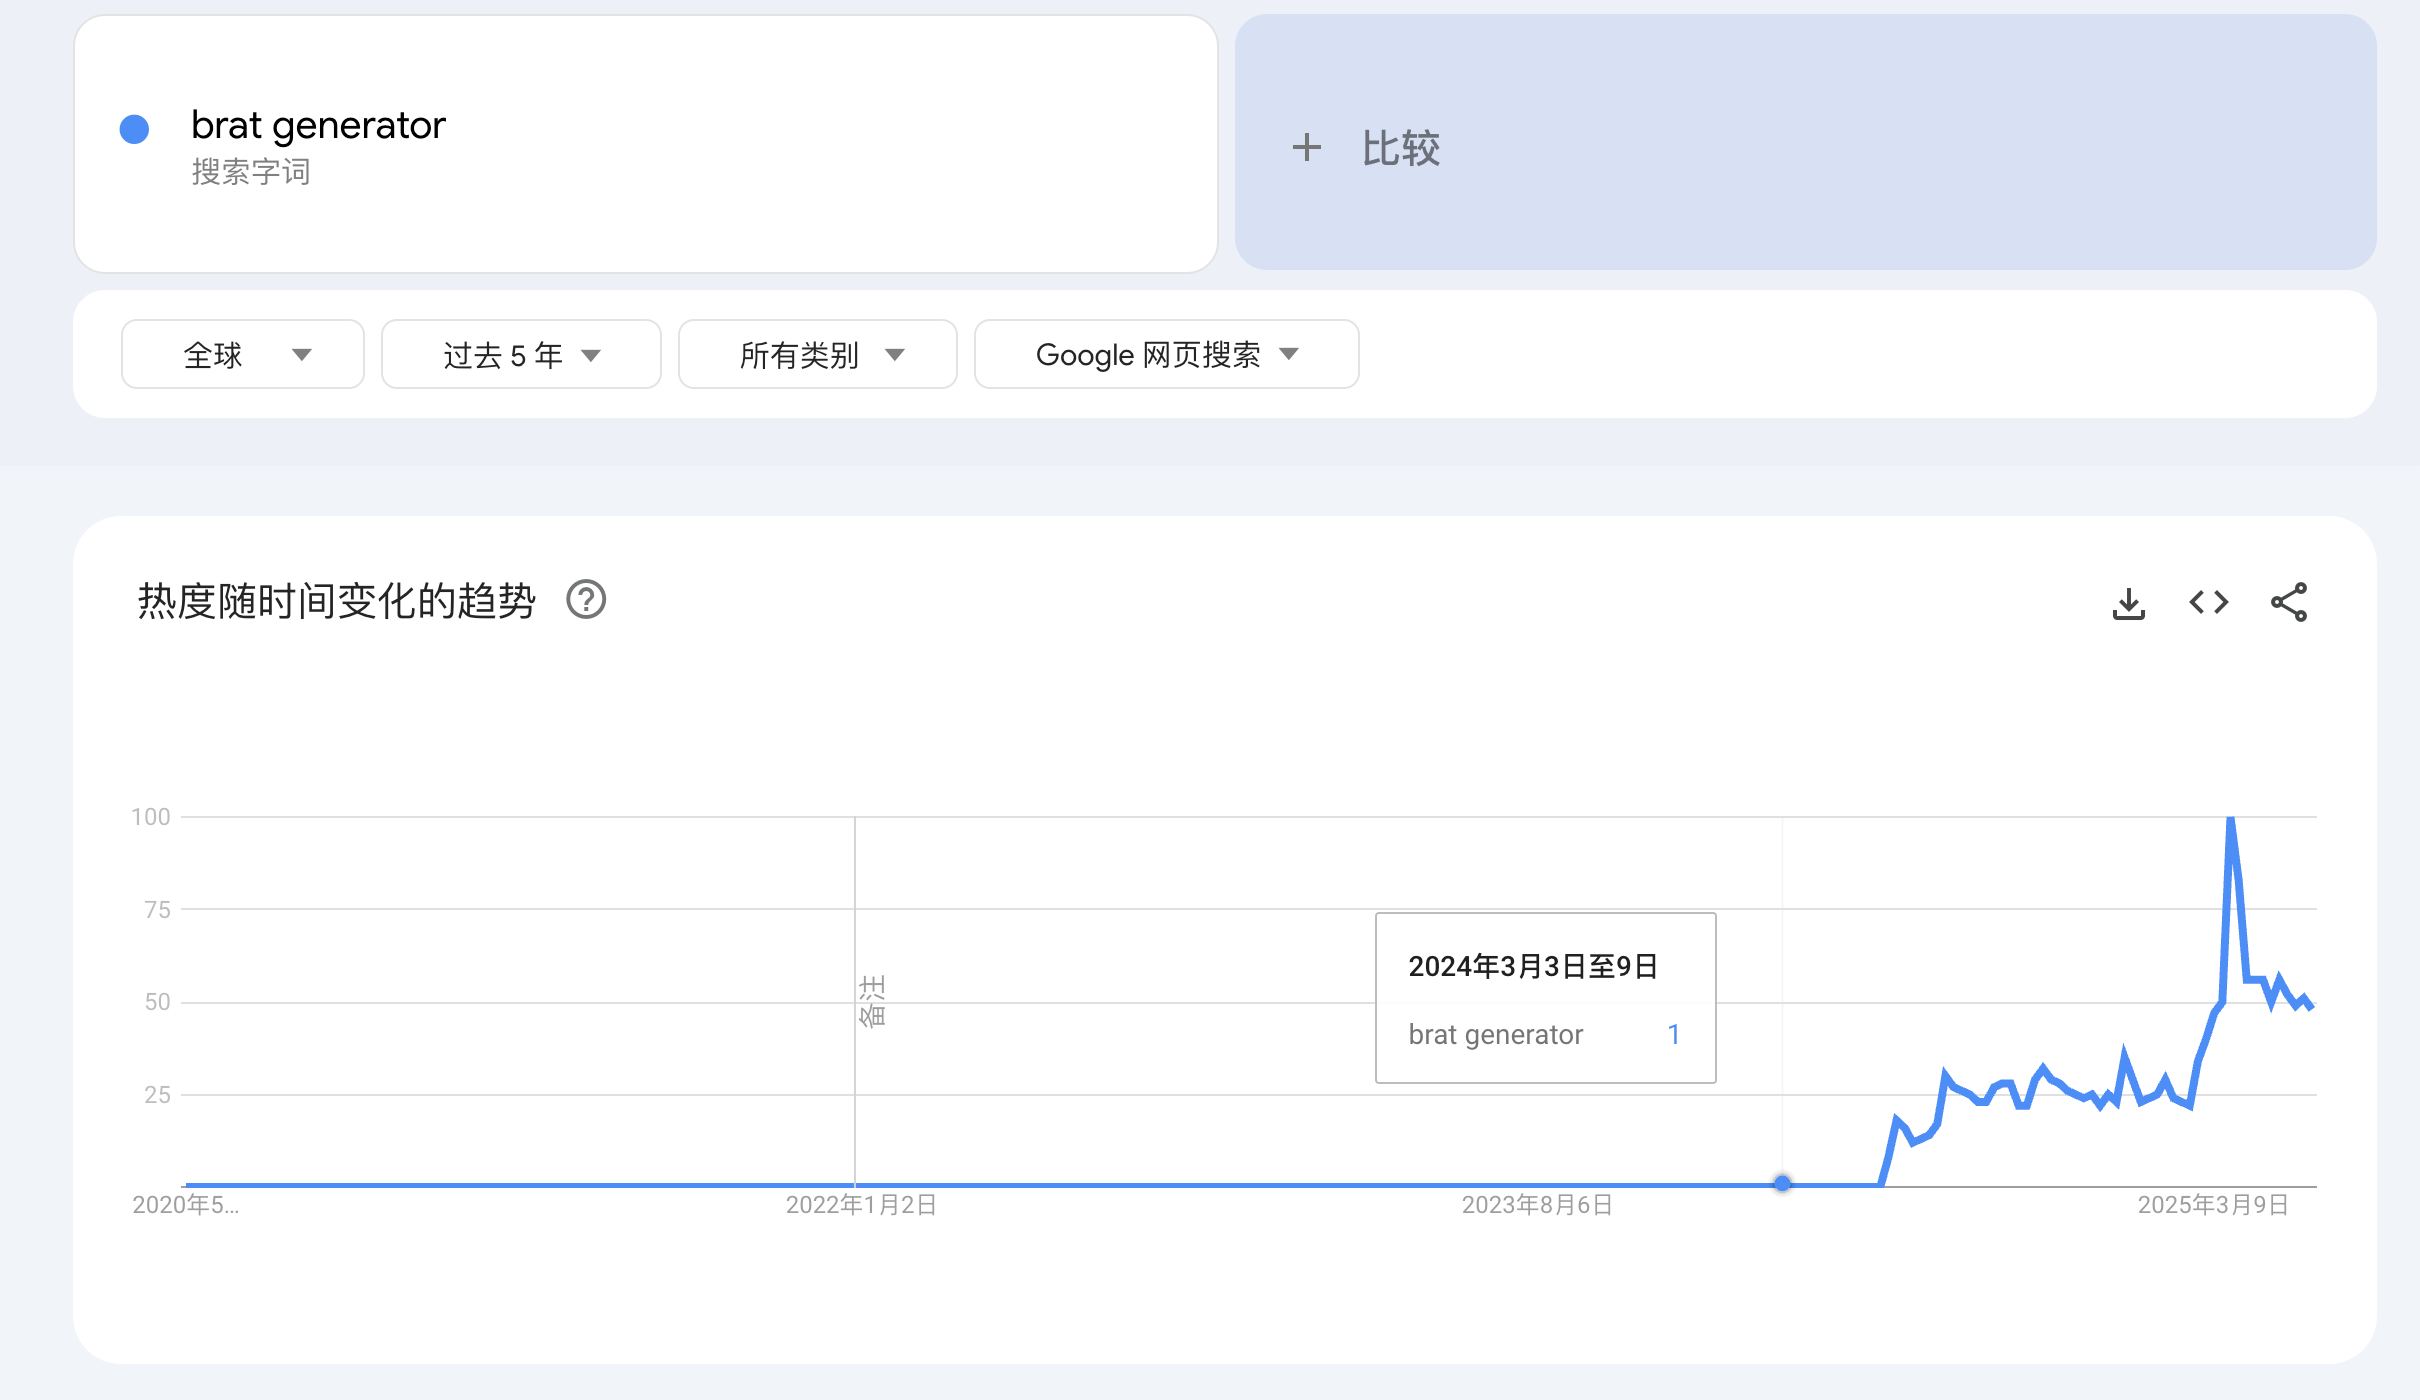 brat generator
搜索字词
+ 比较
全球
过去 5 年
所有类别
Google 网页搜索
热度随时间变化的趋势
100
75
50
25
备注
2024年3月3日至9日
brat generator 1
2020年5...
2022年1月2日
2023年8月6日
2025年3月9日